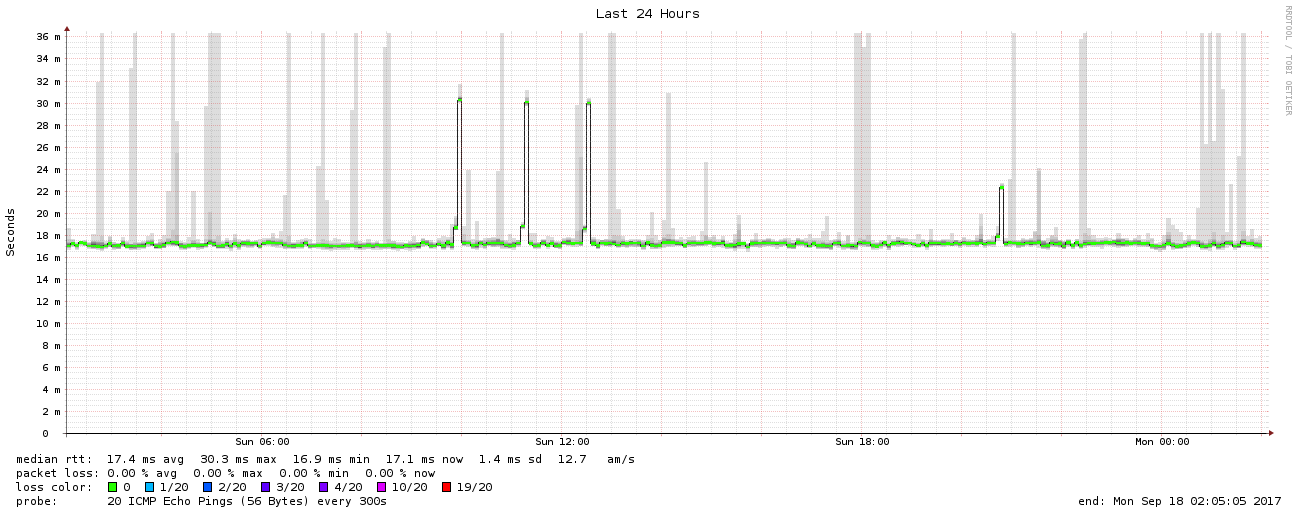 Last 24 Hours
RRDTOOL / TOBI OETIKER
Seconds
36 m
34 m
32 m
30 m
28 m
26 m
24 m
22 m
20 m
18 m
16 m
14 m
12 m
10 m
8 m
6 m
4 m
2 m
0
Sun 06:00 Sun 12:00 Sun 18:00 Mon 00:00
median rtt: 17.4 ms avg 30.3 ms max 16.9 ms min 17.1 ms now 1.4 ms sd 12.7 am/s
packet loss: 0.00 % avg 0.00 % max 0.00 % min 0.00 % now
loss color: 0 1/20 2/20 3/20 4/20 10/20 19/20
probe: 20 ICMP Echo Pings (56 Bytes) every 300s end: Mon Sep 18 02:05:05 2017